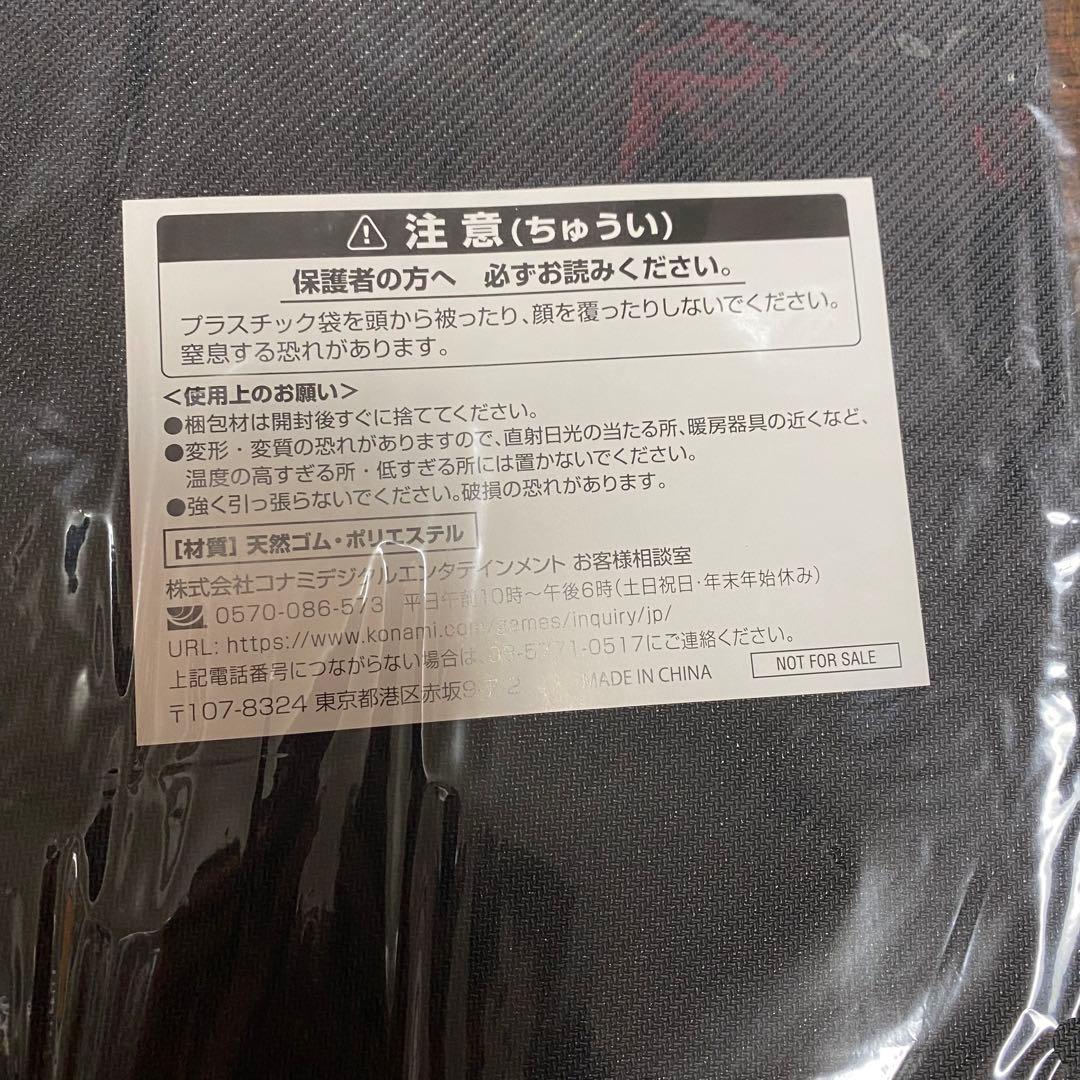 注意(ちゅうい)
保護者の方へ 必ずお読みください。
プラスチック袋を頭から被ったり、顔を覆ったりしないでください。
窒息する恐れがあります。
<使用上のお願い>
●梱包材は開封後すぐに捨ててください。
●変形・変質の恐れがありますので、直射日光の当たる所、暖房器具の近くなど、
温度の高すぎる所・低すぎる所には置かないでください。
●強く引っ張らないでください。破損の恐れがあります。
[材質] 天然ゴム・ポリエステル
株式会社コナミデジタルエンタテインメント お客様相談室
0570-086-573 平日午前10時～午後6時(土日祝日・年末年始休み)
URL: https://www.konami.com/games/inquiry/jp/
上記電話番号につながらない場合は、 にご連絡ください。
〒107-8324 東京都港区赤坂 MADE IN CHINA
NOT FOR SALE